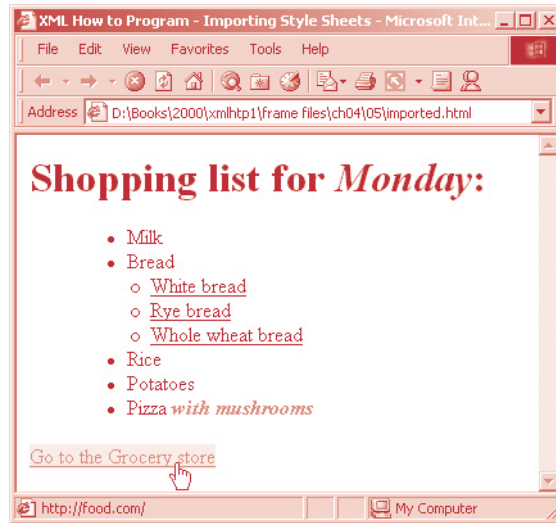 XML How to Program - Importing Style Sheets - Microsoft Int...
File Edit View Favorites Tools Help
Address D:\Books\2000\xmlhtp1\frame files\ch04\05\imported.html
Shopping list for Monday:
Milk
Bread
White bread
Rye bread
Whole wheat bread
Rice
Potatoes
Pizza with mushrooms
Go to the Grocery store
http://food.com/ My Computer